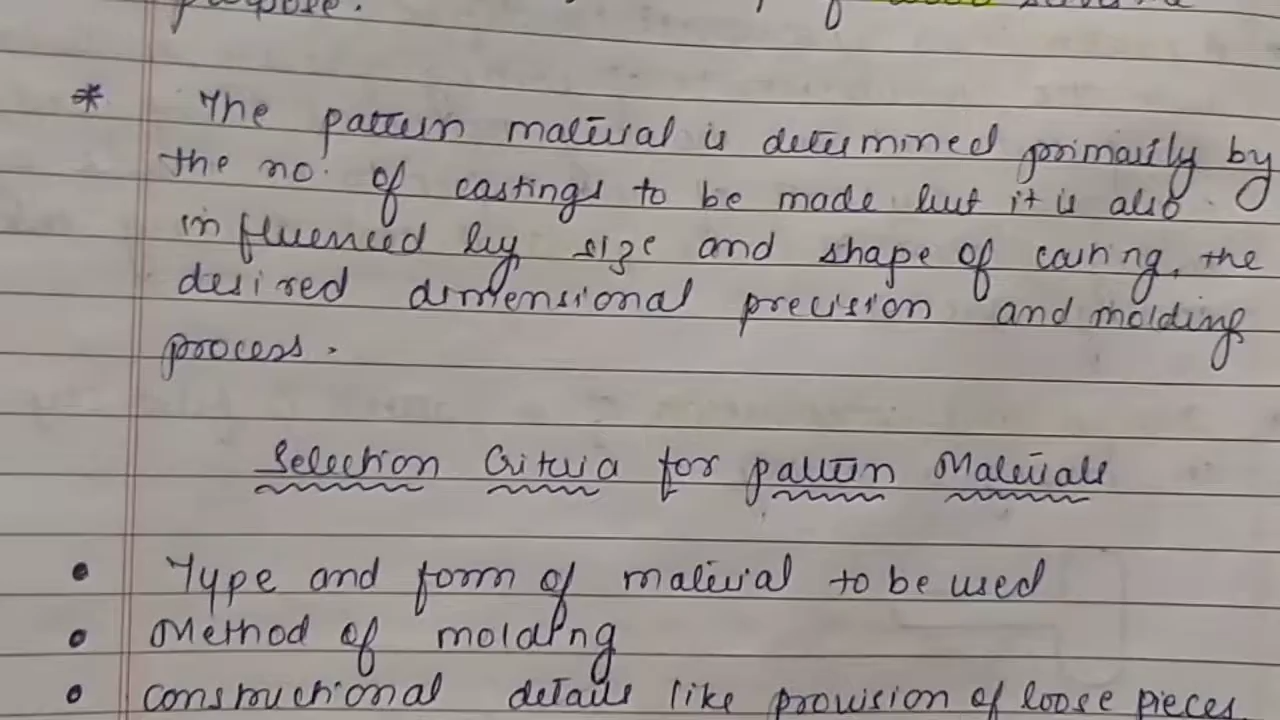 purpose.
* The pattern material is determined primarily by
the no. of castings to be made but it is also
influenced by size and shape of casing, the
desired dimensional precision and molding
process.
Selection Criteria for pattern Materials
• Type and form of material to be used
• Method of molding
• constructional details like provision of loose pieces